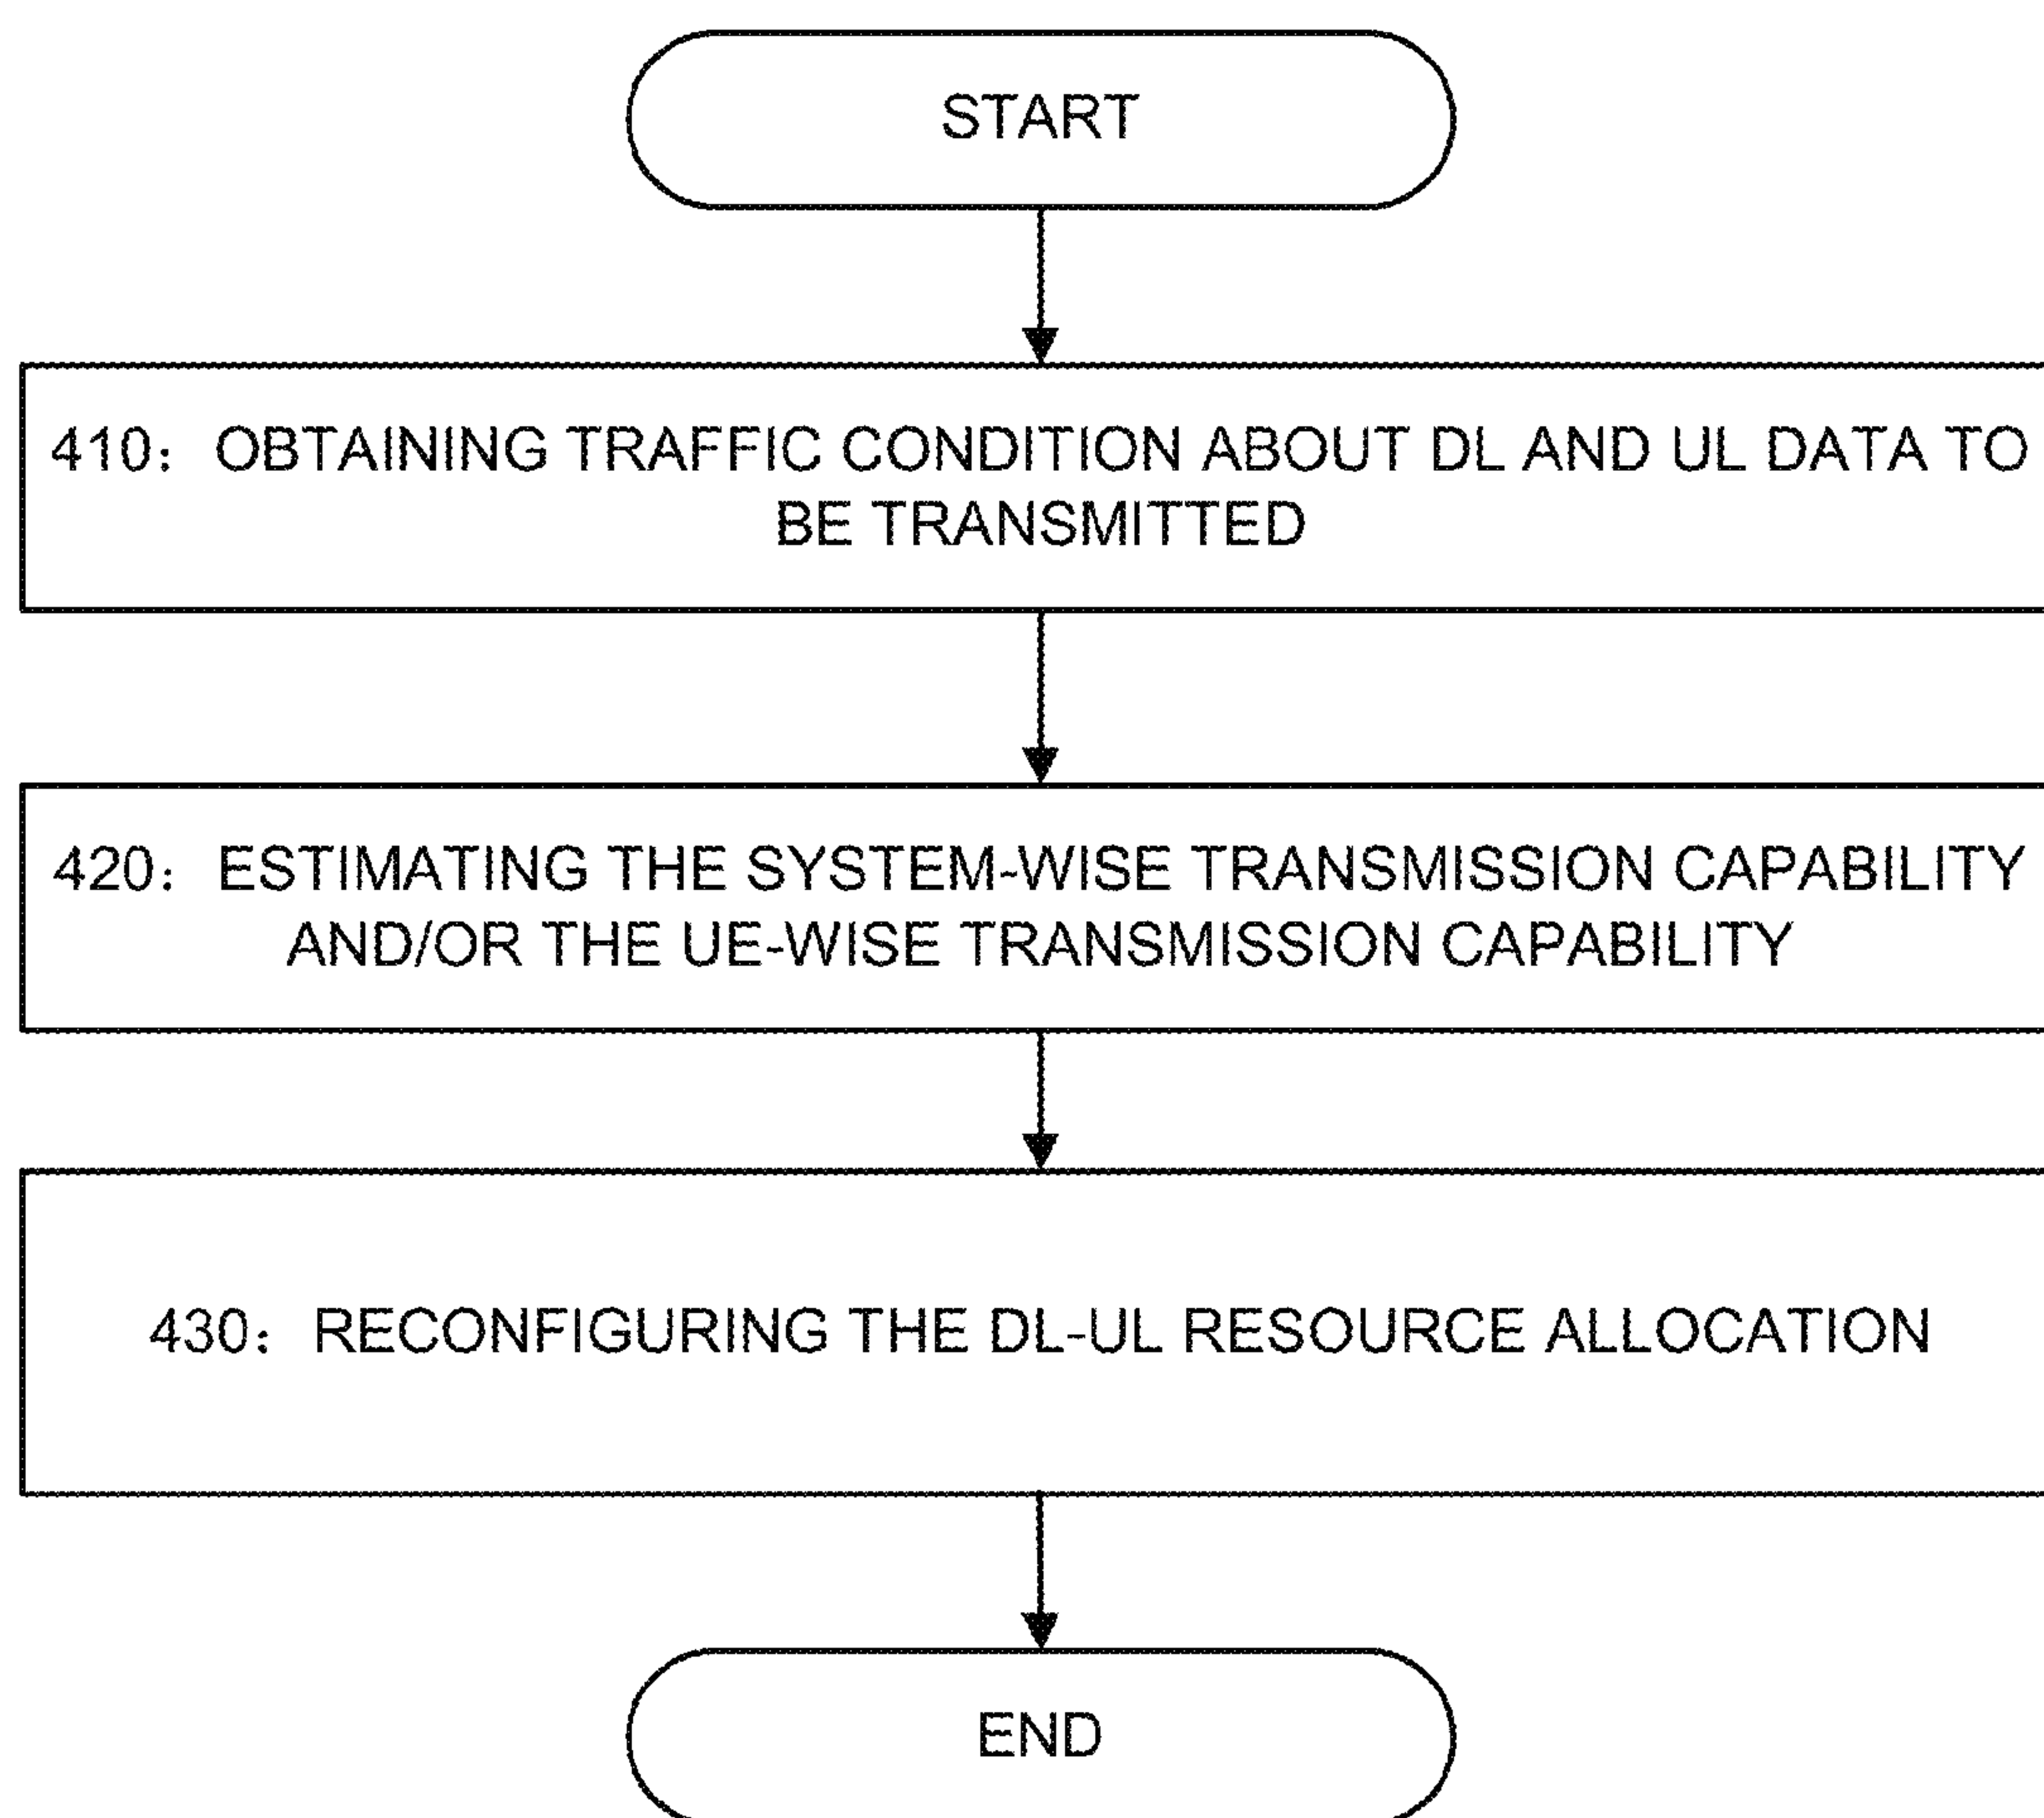 START
410: OBTAINING TRAFFIC CONDITION ABOUT DL AND UL DATA TO
BE TRANSMITTED
420: ESTIMATING THE SYSTEM-WISE TRANSMISSION CAPABILITY
AND/OR THE UE-WISE TRANSMISSION CAPABILITY
430: RECONFIGURING THE DL-UL RESOURCE ALLOCATION
END